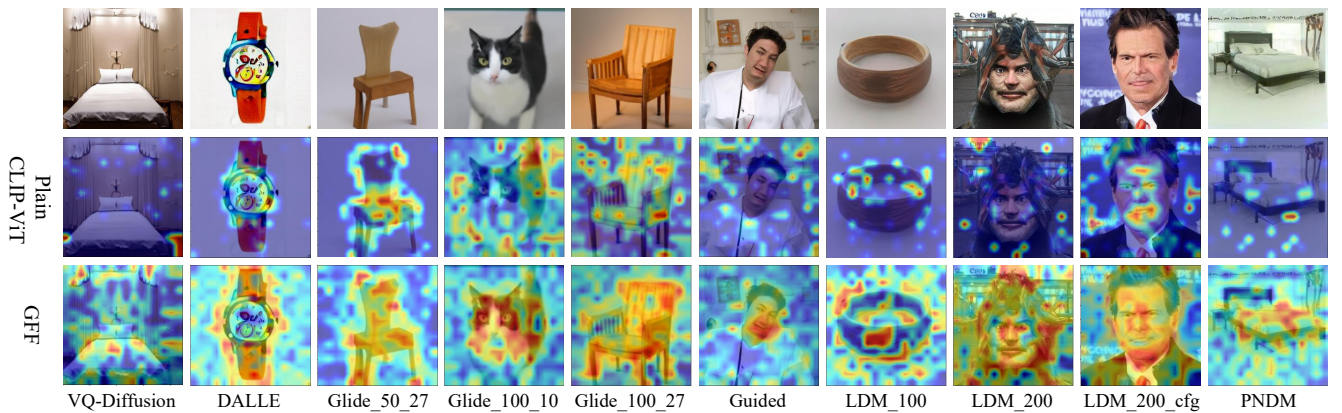 Plain
CLIP-ViT
GFF
VQ-Diffusion
DALLE
Glide_50_27
Glide_100_10
Glide_100_27
Guided
LDM_100
LDM_200
LDM_200_cfg
PNDM